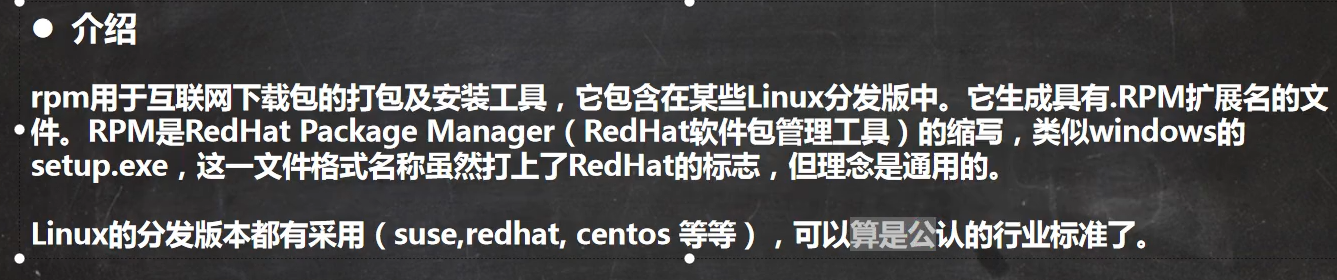 ● 介绍
rpm用于互联网下载包的打包及安装工具，它包含在某些Linux分发版中。它生成具有.RPM扩展名的文
件。RPM是RedHat Package Manager（RedHat软件包管理工具）的缩写，类似windows的
setup.exe，这一文件格式名称虽然打上了RedHat的标志，但理念是通用的。
Linux的分发版本都有采用（suse,redhat, centos 等等），可以算是公认的行业标准了。